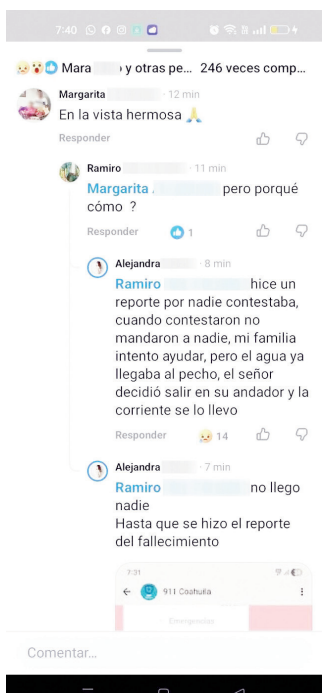 7:40
Mara y otras pe... 246 veces comp...
Margarita · 12 min
En la vista hermosa 🙏
Responder
Ramiro · 11 min
Margarita pero porqué
cómo ?
Responder 1
Alejandra · 8 min
Ramiro hice un
reporte por nadie contestaba,
cuando contestaron no
mandaron a nadie, mi familia
intento ayudar, pero el agua ya
llegaba al pecho, el señor
decidió salir en su andador y la
corriente se lo llevo
Responder 14
Alejandra · 7 min
Ramiro no llego
nadie
Hasta que se hizo el reporte
del fallecimiento
7:31
911 Coahuila
Emergencias
Comentar...